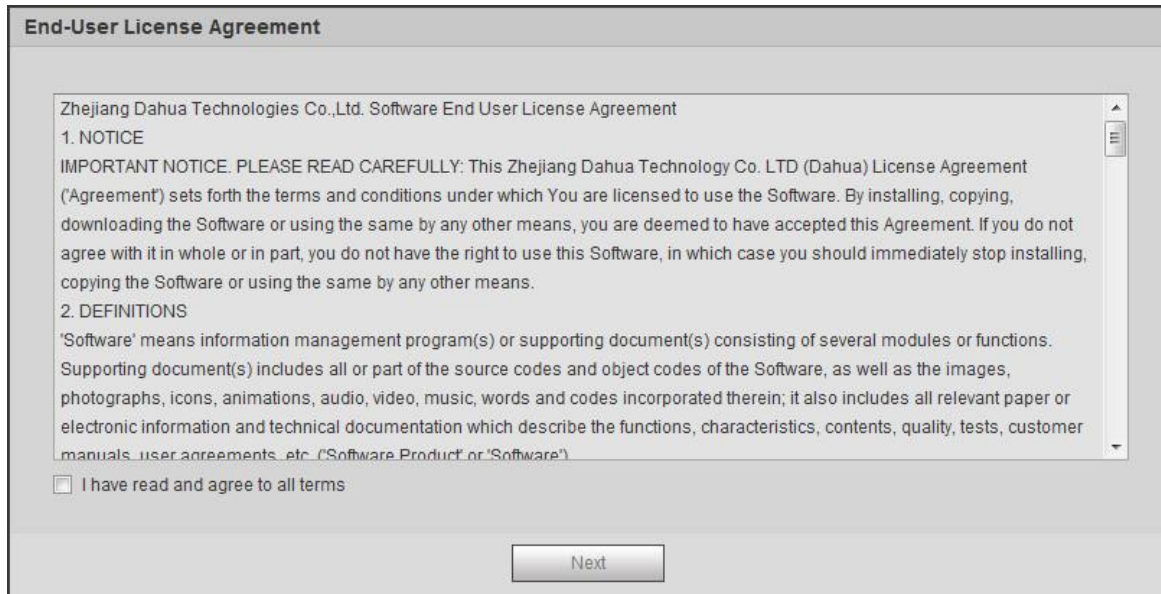 End-User License Agreement
Zhejiang Dahua Technologies Co.,Ltd. Software End User License Agreement
1. NOTICE
IMPORTANT NOTICE. PLEASE READ CAREFULLY: This Zhejiang Dahua Technology Co. LTD (Dahua) License Agreement
('Agreement') sets forth the terms and conditions under which You are licensed to use the Software. By installing, copying,
downloading the Software or using the same by any other means, you are deemed to have accepted this Agreement. If you do not
agree with it in whole or in part, you do not have the right to use this Software, in which case you should immediately stop installing,
copying the Software or using the same by any other means.
2. DEFINITIONS
'Software' means information management program(s) or supporting document(s) consisting of several modules or functions.
Supporting document(s) includes all or part of the source codes and object codes of the Software, as well as the images,
photographs, icons, animations, audio, video, music, words and codes incorporated therein; it also includes all relevant paper or
electronic information and technical documentation which describe the functions, characteristics, contents, quality, tests, customer
manuals, user agreements, etc. ('Software Product' or 'Software')
I have read and agree to all terms
Next